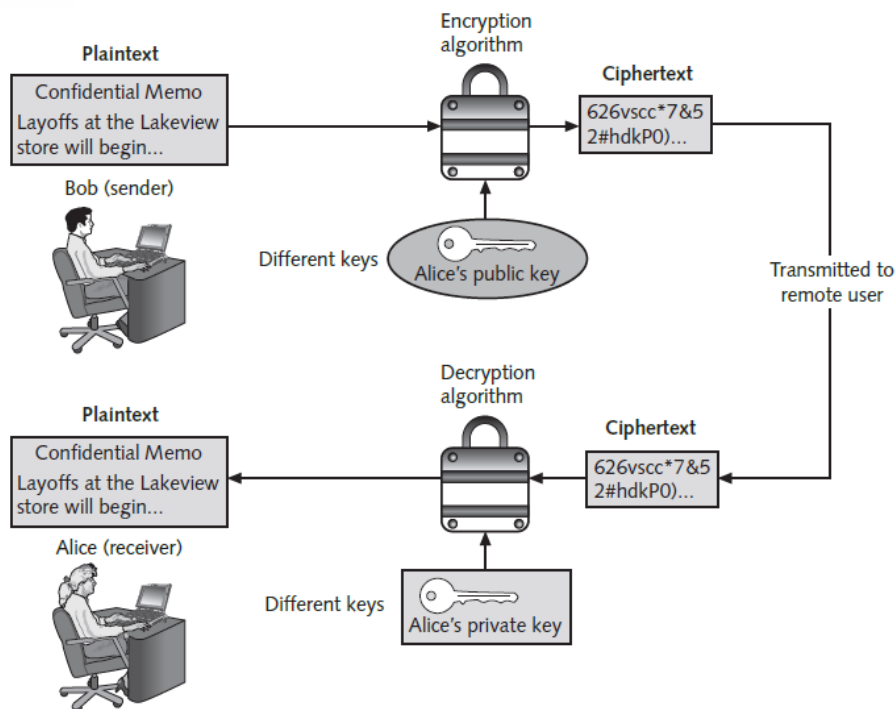 Encryption
algorithm
Plaintext
Ciphertext
Confidential Memo
Layoffs at the Lakeview
store will begin...
626vscc*7&5
2#hdkP0)...
Bob (sender)
Different keys
Alice's public key
Transmitted to
remote user
Decryption
algorithm
Plaintext
Ciphertext
Confidential Memo
Layoffs at the Lakeview
store will begin...
626vscc*7&5
2#hdkP0)...
Alice (receiver)
Different keys
Alice's private key